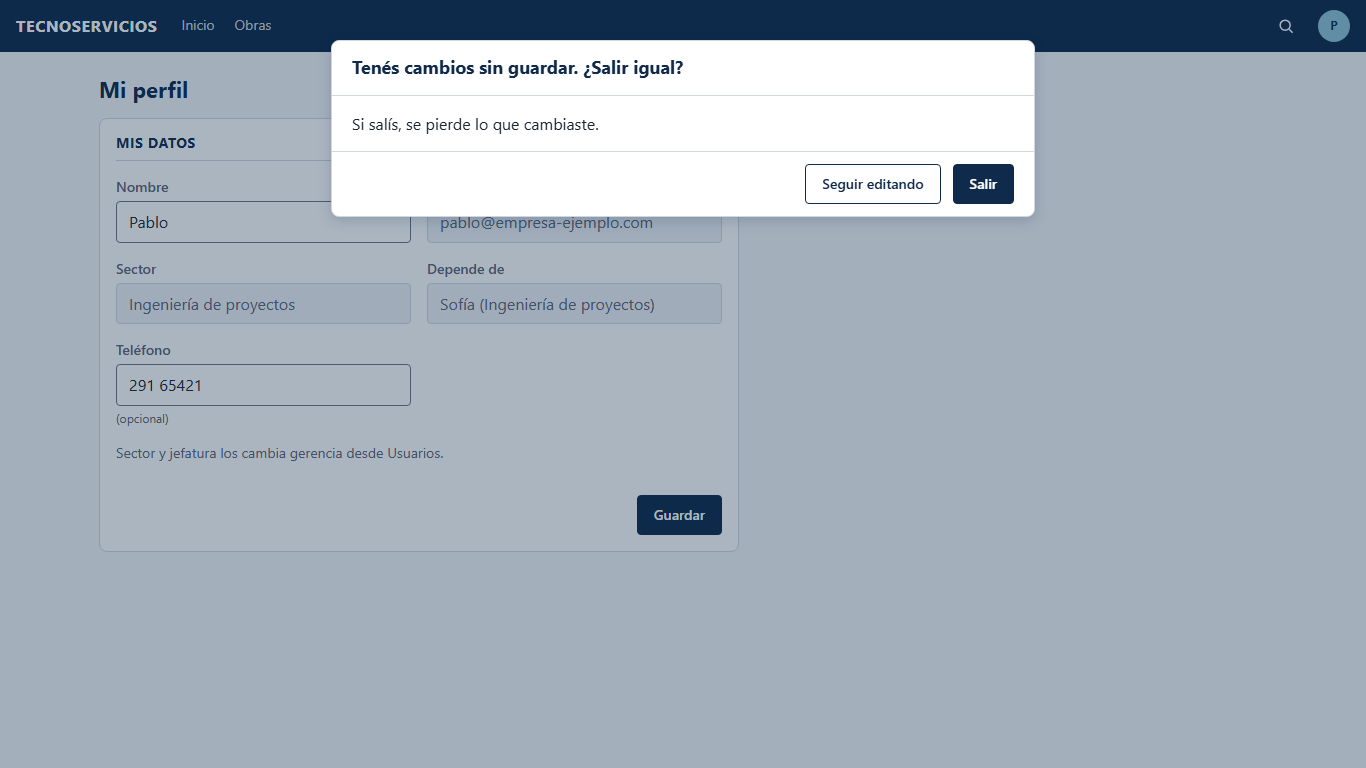 TECNOSERVICIOS Inicio Obras P
Tenés cambios sin guardar. ¿Salir igual?
Si salís, se pierde lo que cambiaste.
Seguir editando Salir
Mi perfil
MIS DATOS
Nombre
Pablo pablo@empresa-ejemplo.com
Sector Depende de
Ingeniería de proyectos Sofía (Ingeniería de proyectos)
Teléfono
291 65421
(opcional)
Sector y jefatura los cambia gerencia desde Usuarios.
Guardar